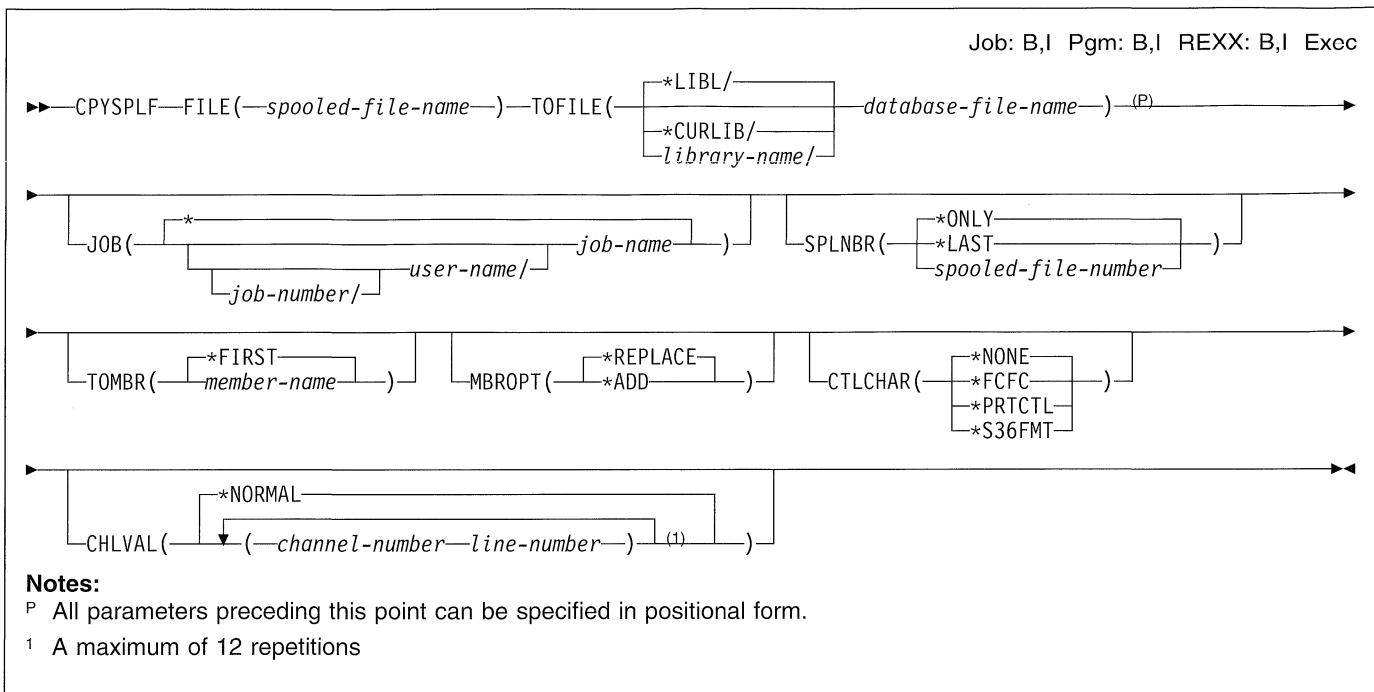 Job: B,I Pgm: B,I REXX: B,I Exec
*LIBL/
CPYSPLF FILE( spooled-file-name ) TOFILE( database-file-name ) (P)
*CURLIB/
library-name/
* *ONLY
JOB( job-name ) SPLNBR( *LAST )
user-name/ spooled-file-number
job-number/
*FIRST *REPLACE *NONE
TOMBR( member-name ) MBROPT( *ADD ) CTLCHAR( *FCFC )
*PRTCTL
*S36FMT
*NORMAL
CHLVAL( ( channel-number line-number ) (1) )
Notes:
P All parameters preceding this point can be specified in positional form.
1 A maximum of 12 repetitions